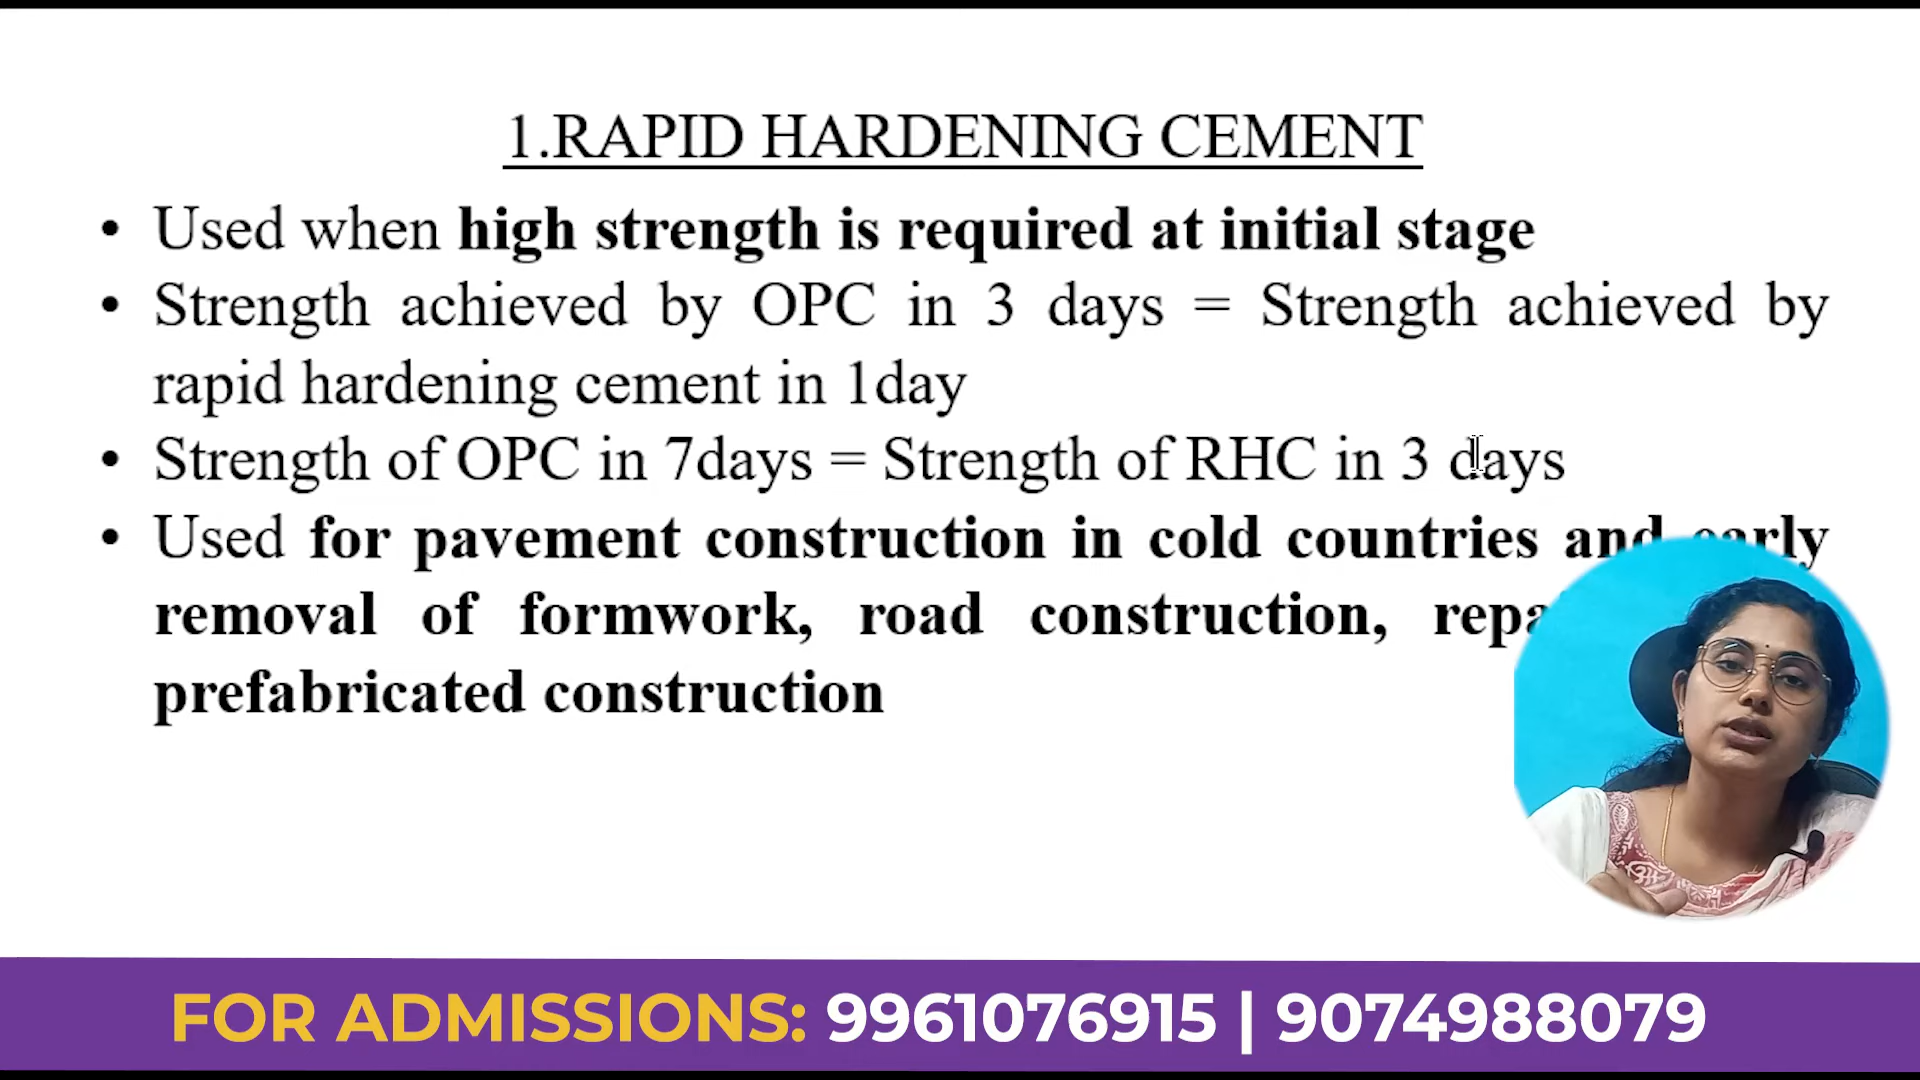 1.RAPID HARDENING CEMENT
• Used when high strength is required at initial stage
• Strength achieved by OPC in 3 days = Strength achieved by
rapid hardening cement in 1day
• Strength of OPC in 7days = Strength of RHC in 3 days
• Used for pavement construction in cold countries and early
removal of formwork, road construction,
prefabricated construction
FOR ADMISSIONS: 9961076915 | 9074988079